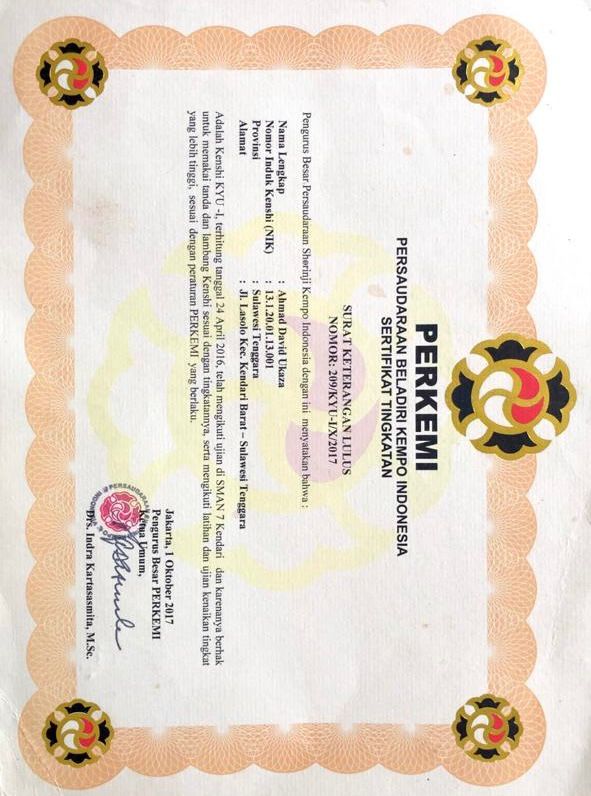 PERKEMI
PERSAUDARAAN BELADIRI KEMPO INDONESIA
SERTIFIKAT TINGKATAN
SURAT KETERANGAN LULUS
NOMOR: 209/KYU-I/X/2017
Pengurus Besar Persaudaraan Shorinji Kempo Indonesia dengan ini menyatakan bahwa :
Nama Lengkap : Ahmad David Ukaza
Nomor Induk Kenshi (NIK) : 13.1.20.01.13.001
Provinsi : Sulawesi Tenggara
Alamat : Jl. Lasolo Kec. Kendari Barat – Sulawesi Tenggara
Adalah Kenshi KYU -I, terhitung tanggal 24 April 2016, telah mengikuti ujian di SMAN 7 Kendari dan karenanya berhak
untuk memakai tanda dan lambang Kenshi sesuai dengan tingkatannya, serta mengikuti latihan dan ujian kenaikan tingkat
yang lebih tinggi, sesuai dengan peraturan PERKEMI yang berlaku.
Jakarta, 1 Oktober 2017
Pengurus Besar PERKEMI
Ketua Umum,
Drs. Indra Kartasasmita, M.Sc.